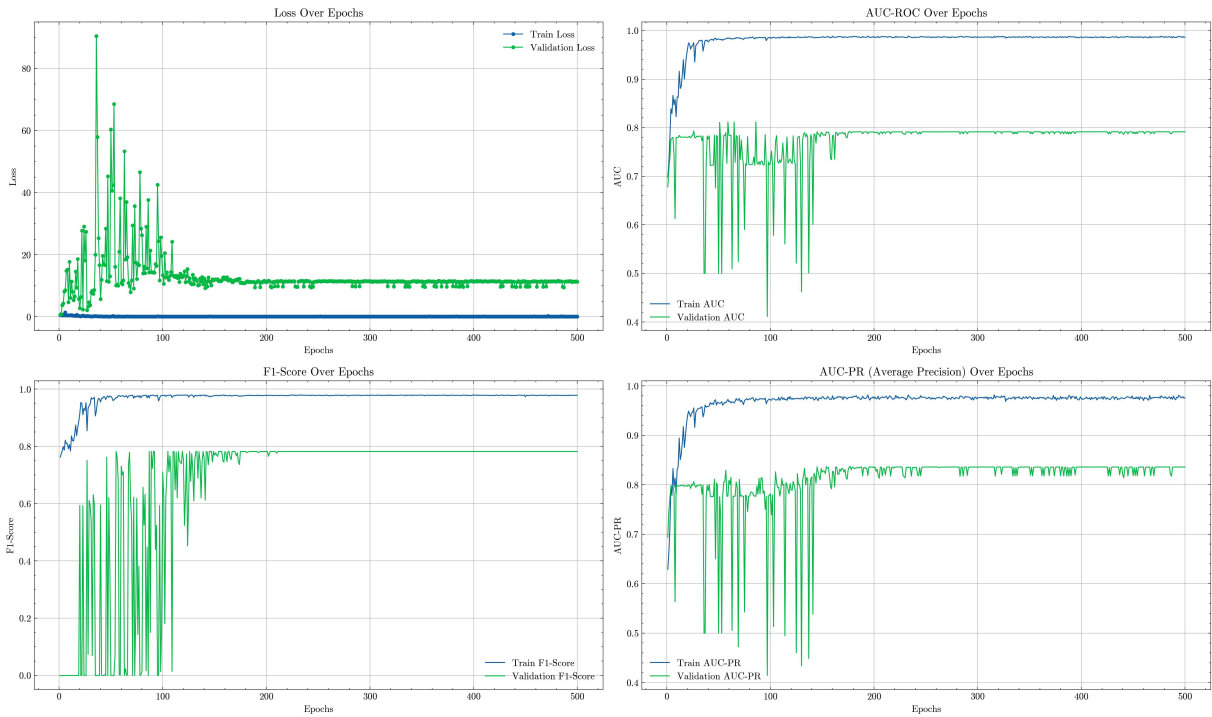 Loss Over Epochs
Train Loss
Validation Loss
Loss
80
60
40
20
0
0
100
200
300
400
500
Epochs
AUC-ROC Over Epochs
AUC
1.0
0.9
0.8
0.7
0.6
0.5
0.4
Train AUC
Validation AUC
0
100
200
300
400
500
Epochs
F1-Score Over Epochs
F1-Score
1.0
0.8
0.6
0.4
0.2
0.0
Train F1-Score
Validation F1-Score
0
100
200
300
400
500
Epochs
AUC-PR (Average Precision) Over Epochs
AUC-PR
1.0
0.9
0.8
0.7
0.6
0.5
0.4
Train AUC-PR
Validation AUC-PR
0
100
200
300
400
500
Epochs